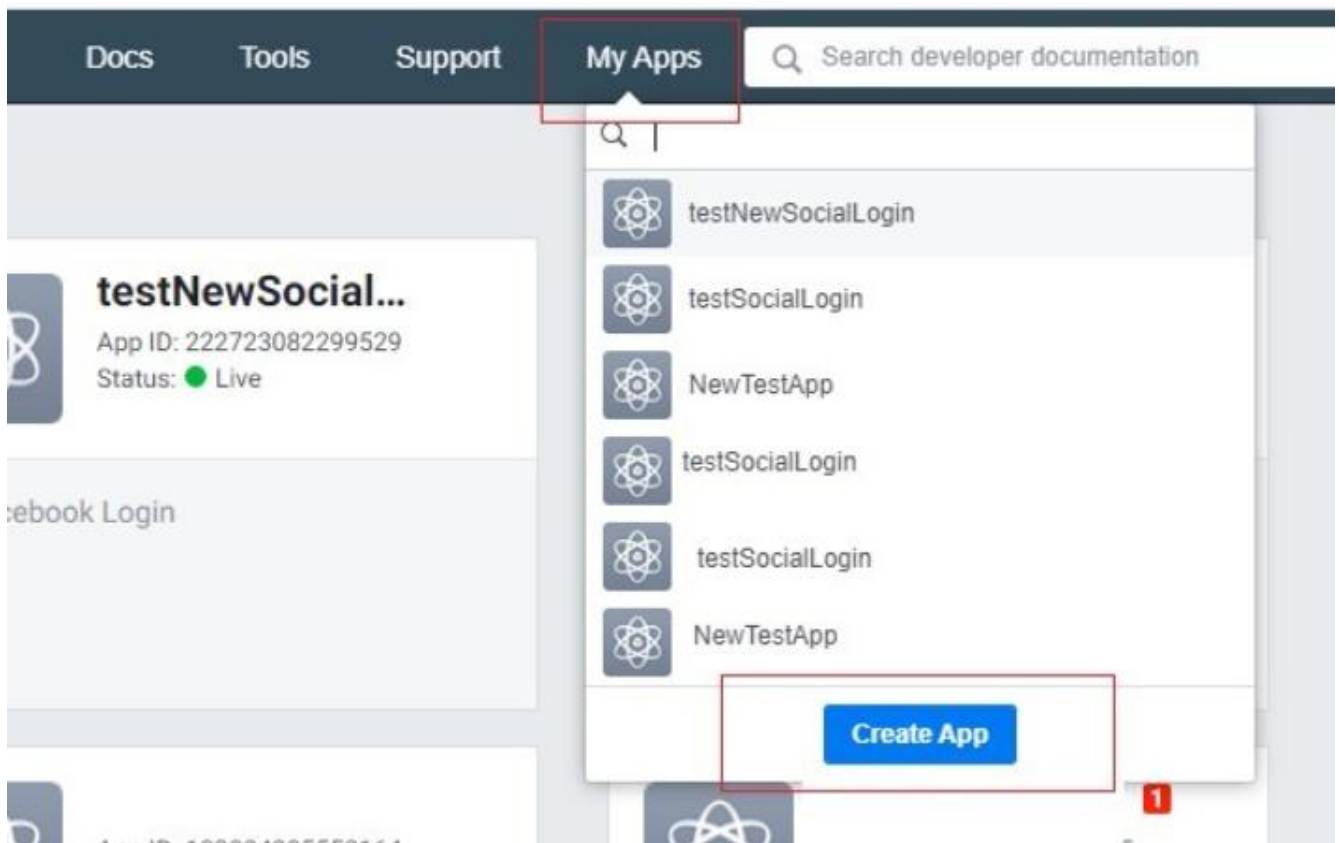 Docs Tools Support My Apps Search developer documentation
testNewSocialLogin
testNewSocial...
App ID: 222723082299529
Status: Live
testSocialLogin
NewTestApp
testSocialLogin
cebook Login
testSocialLogin
NewTestApp
Create App
1